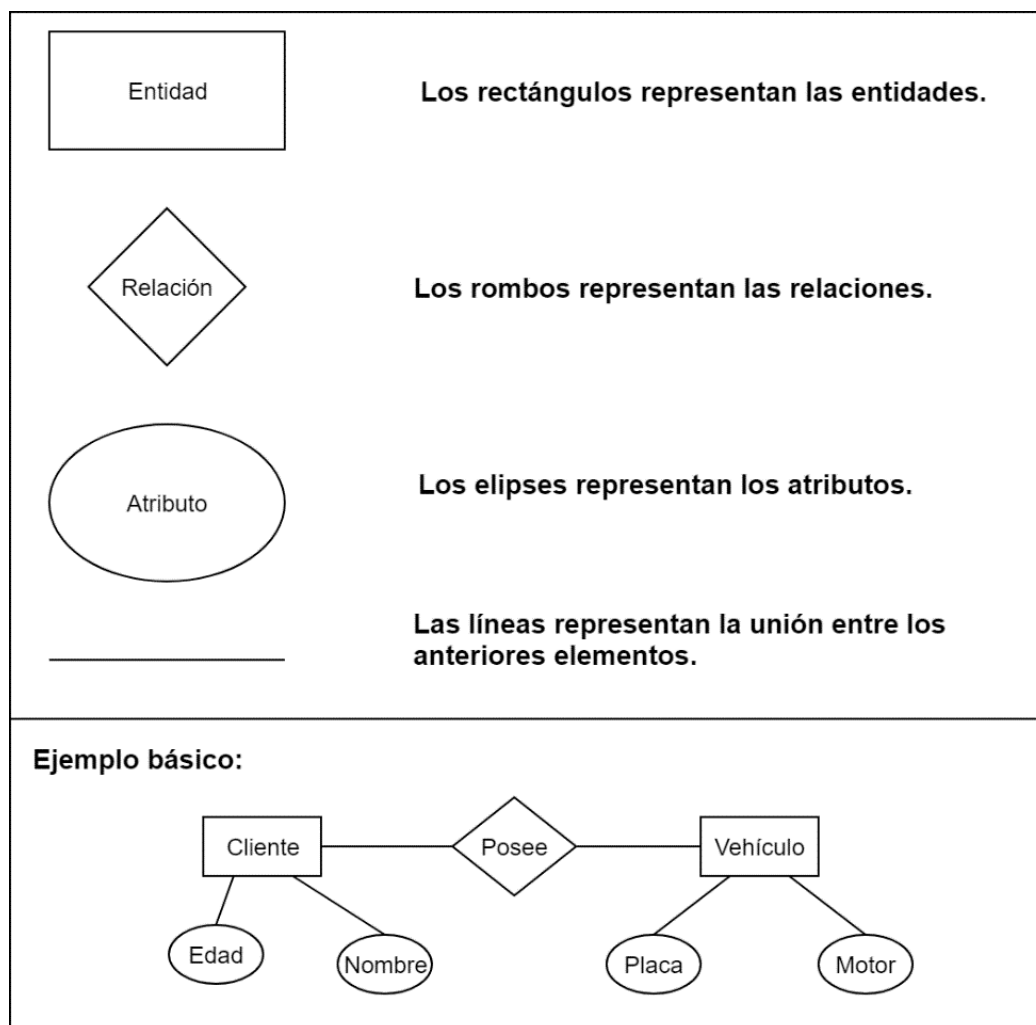 Entidad
Los rectángulos representan las entidades.
Relación
Los rombos representan las relaciones.
Atributo
Los elipses representan los atributos.
Las líneas representan la unión entre los
anteriores elementos.
Ejemplo básico:
Cliente
Posee
Vehículo
Edad
Nombre
Placa
Motor